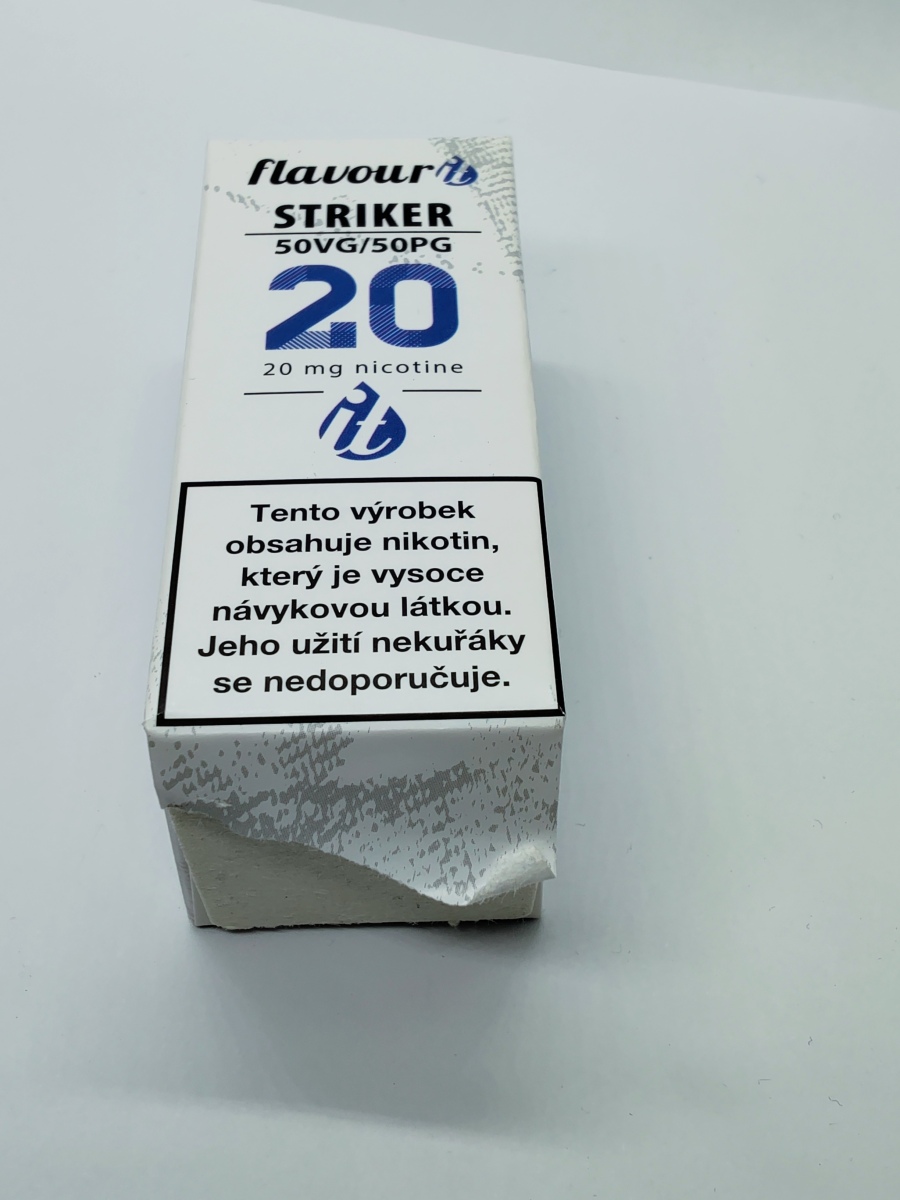 flavour it
STRIKER
50VG/50PG
20
20 mg nicotine
it
Tento výrobek
obsahuje nikotin,
který je vysoce
návykovou látkou.
Jeho užití nekuřáky
se nedoporučuje.